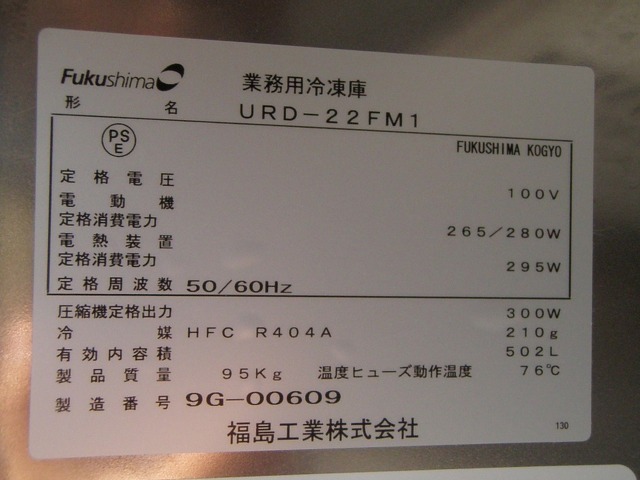 Fukushima
業務用冷凍庫
形 名 URD-22FM1
PS E
FUKUSHIMA KOGYO
定格電圧 100V
電動機
定格消費電力 265/280W
電熱装置
定格消費電力 295W
定格周波数 50/60Hz
圧縮機定格出力 300W
冷 媒 HFC R404A 210g
有効内容積 502L
製品質量 95Kg 温度ヒューズ動作温度 76℃
製造番号 9G-00609
福島工業株式会社
130